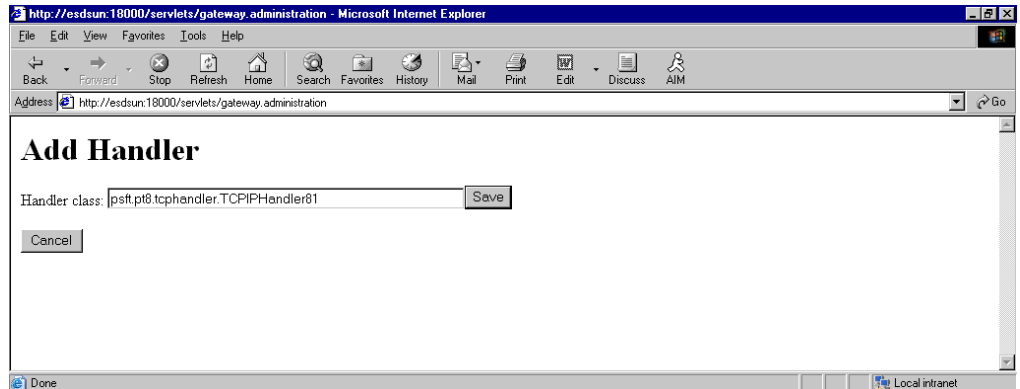 http://esdsun:18000/servlets/gateway.administration - Microsoft Internet Explorer
File Edit View Favorites Tools Help
Back Forward Stop Refresh Home Search Favorites History Mail Print Edit Discuss AIM
Address http://esdsun:18000/servlets/gateway.administration Go
Add Handler
Handler class: psft.pt8.tcphandler.TCPIPHandler81 Save
Cancel
Done Local intranet